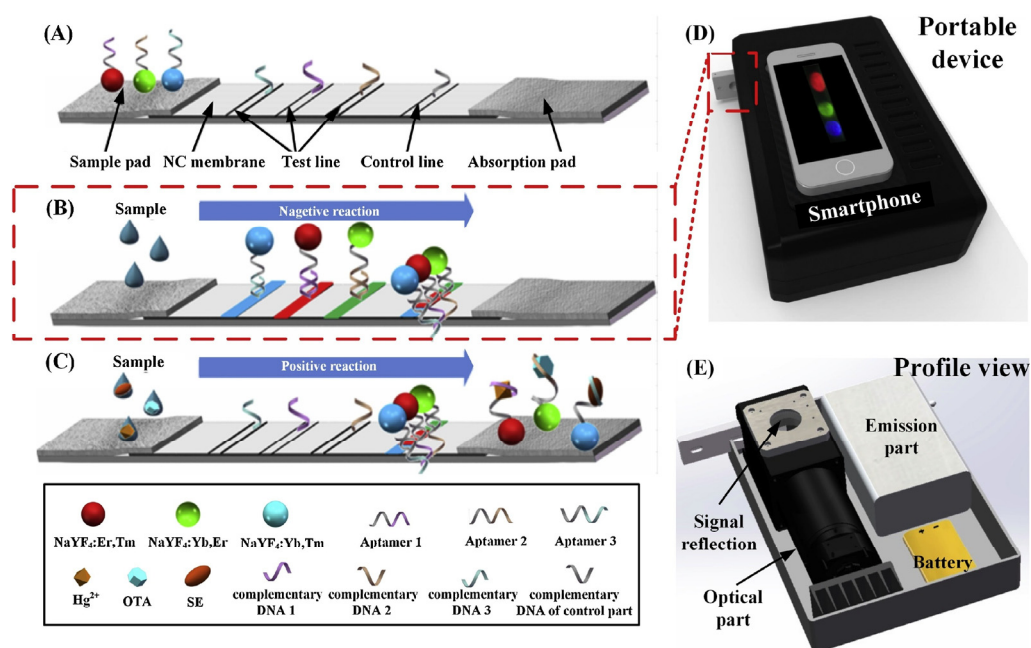 (A)
Sample pad
NC membrane
Test line
Control line
Absorption pad
(B)
Sample
Nagetive reaction
(C)
Sample
Positive reaction
NaYF₄:Er,Tm
NaYF₄:Yb,Er
NaYF₄:Yb,Tm
Aptamer 1
Aptamer 2
Aptamer 3
Hg²⁺
OTA
SE
complementary
DNA 1
complementary
DNA 2
complementary
DNA 3
complementary
DNA of control part
(D)
Portable
device
Smartphone
(E)
Profile view
Emission
part
Signal
reflection
Optical
part
+ -
Battery